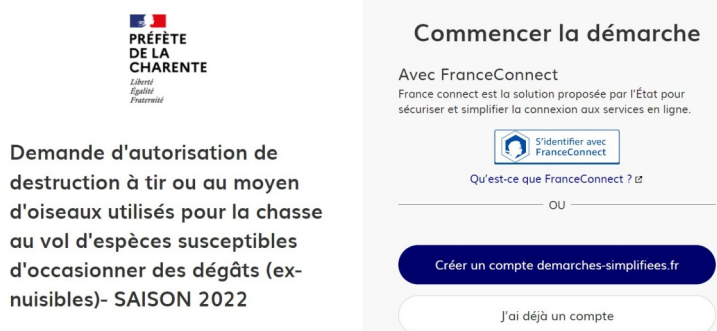 PRÉFÈTE
DE LA
CHARENTE
Liberté
Égalité
Fraternité
Demande d'autorisation de
destruction à tir ou au moyen
d'oiseaux utilisés pour la chasse
au vol d'espèces susceptibles
d'occasionner des dégâts (ex-
nuisibles)- SAISON 2022
Commencer la démarche
Avec FranceConnect
France connect est la solution proposée par l'État pour
sécuriser et simplifier la connexion aux services en ligne.
S'identifier avec
FranceConnect
Qu'est-ce que FranceConnect ?
OU
Créer un compte demarches-simplifiees.fr
J'ai déjà un compte